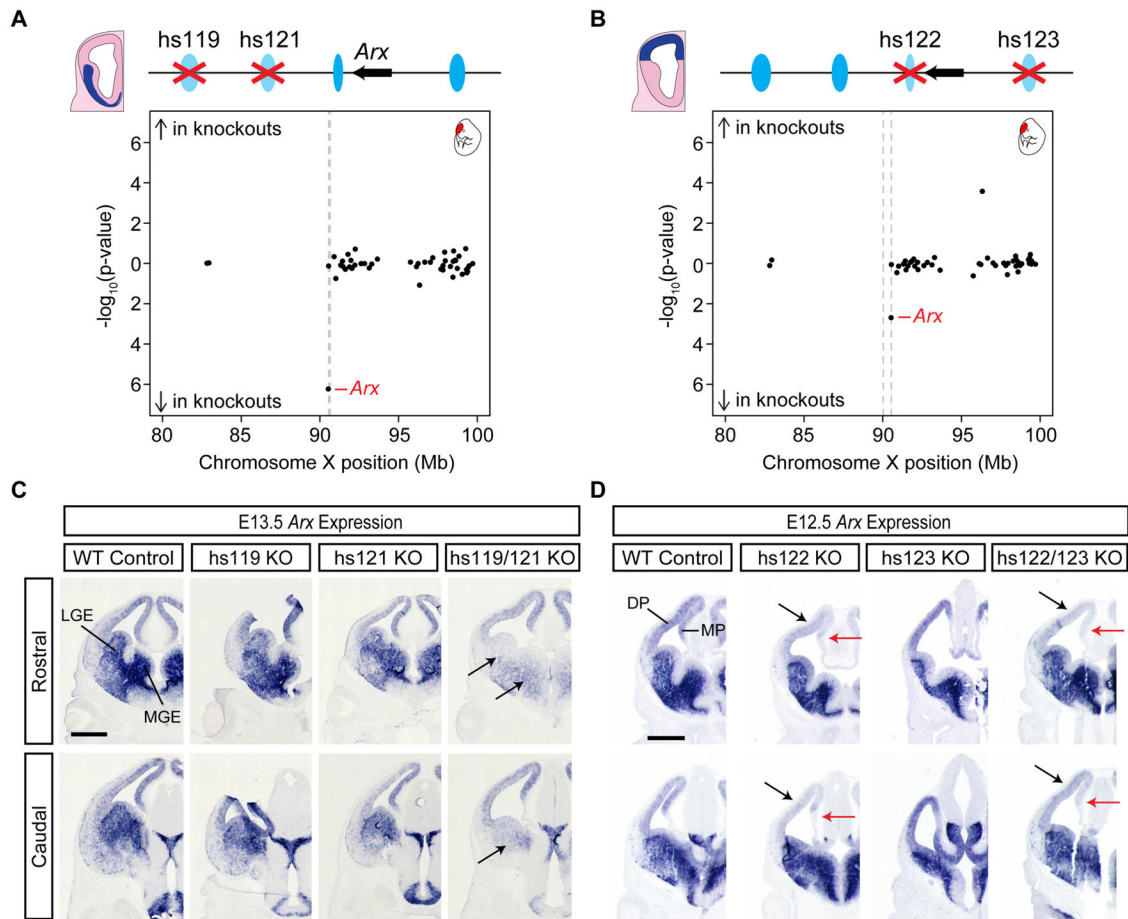 A
hs119 hs121 Arx
↑ in knockouts
6
4
2
0
2
4
6
-log10(p-value)
Arx
↓ in knockouts
80 85 90 95 100
Chromosome X position (Mb)
B
hs122 hs123
↑ in knockouts
6
4
2
0
2
4
6
-log10(p-value)
Arx
↓ in knockouts
80 85 90 95 100
Chromosome X position (Mb)
C
E13.5 Arx Expression
WT Control hs119 KO hs121 KO hs119/121 KO
Rostral
LGE
MGE
Caudal
D
E12.5 Arx Expression
WT Control hs122 KO hs123 KO hs122/123 KO
DP
MP